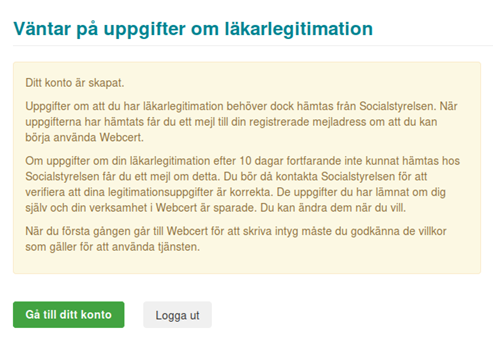 Väntar på uppgifter om läkarlegitimation
Ditt konto är skapat.
Uppgifter om att du har läkarlegitimation behöver dock hämtas från Socialstyrelsen. När
uppgifterna har hämtats får du ett mejl till din registrerade mejladress om att du kan
börja använda Webcert.
Om uppgifter om din läkarlegitimation efter 10 dagar fortfarande inte kunnat hämtas hos
Socialstyrelsen får du ett mejl om detta. Du bör då kontakta Socialstyrelsen för att
verifiera att dina legitimationsuppgifter är korrekta. De uppgifter du har lämnat om dig
själv och din verksamhet i Webcert är sparade. Du kan ändra dem när du vill.
När du första gången går till Webcert för att skriva intyg måste du godkänna de villkor
som gäller för att använda tjänsten.
Gå till ditt konto
Logga ut